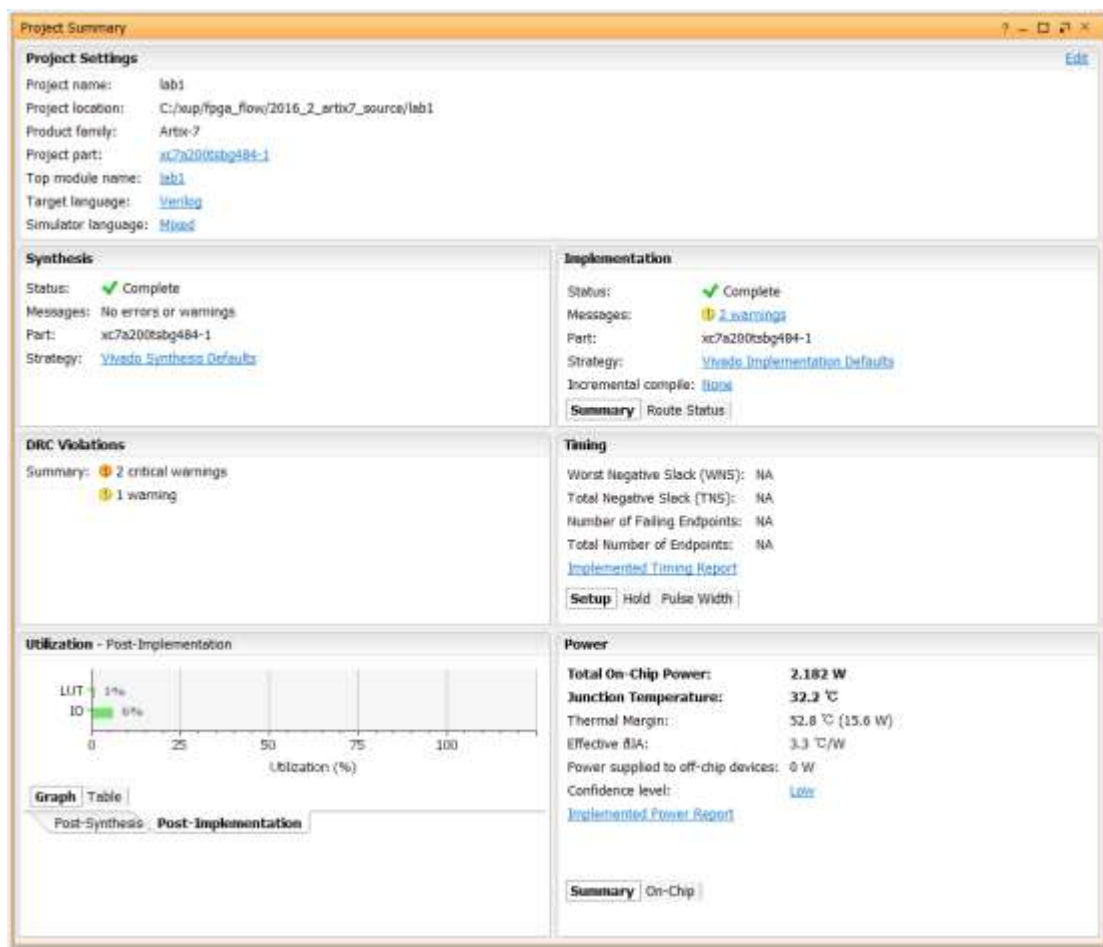 Project Summary
Project Settings
Edit
Project name: lab1
Project location: C:/xup/fpga_flow/2016_2_artix7_source/lab1
Product family: Artix-7
Project part: xc7a200tsbg484-1
Top module name: lab1
Target language: Verilog
Simulator language: Mixed
Synthesis
Status: Complete
Messages: No errors or warnings
Part: xc7a200tsbg484-1
Strategy: Vivado Synthesis Defaults
Implementation
Status: Complete
Messages: 2 warnings
Part: xc7a200tsbg484-1
Strategy: Vivado Implementation Defaults
Incremental compile: None
Summary Route Status
DRC Violations
Summary: 2 critical warnings
1 warning
Timing
Worst Negative Slack (WNS): NA
Total Negative Slack (TNS): NA
Number of Failing Endpoints: NA
Total Number of Endpoints: NA
Implemented Timing Report
Setup Hold Pulse Width
Utilization - Post-Implementation
LUT 1%
IO 6%
0 25 50 75 100
Utilization (%)
Graph Table
Post-Synthesis Post-Implementation
Power
Total On-Chip Power: 2.182 W
Junction Temperature: 32.2 °C
Thermal Margin: 52.8 °C (15.6 W)
Effective θJA: 3.3 °C/W
Power supplied to off-chip devices: 0 W
Confidence level: Low
Implemented Power Report
Summary On-Chip